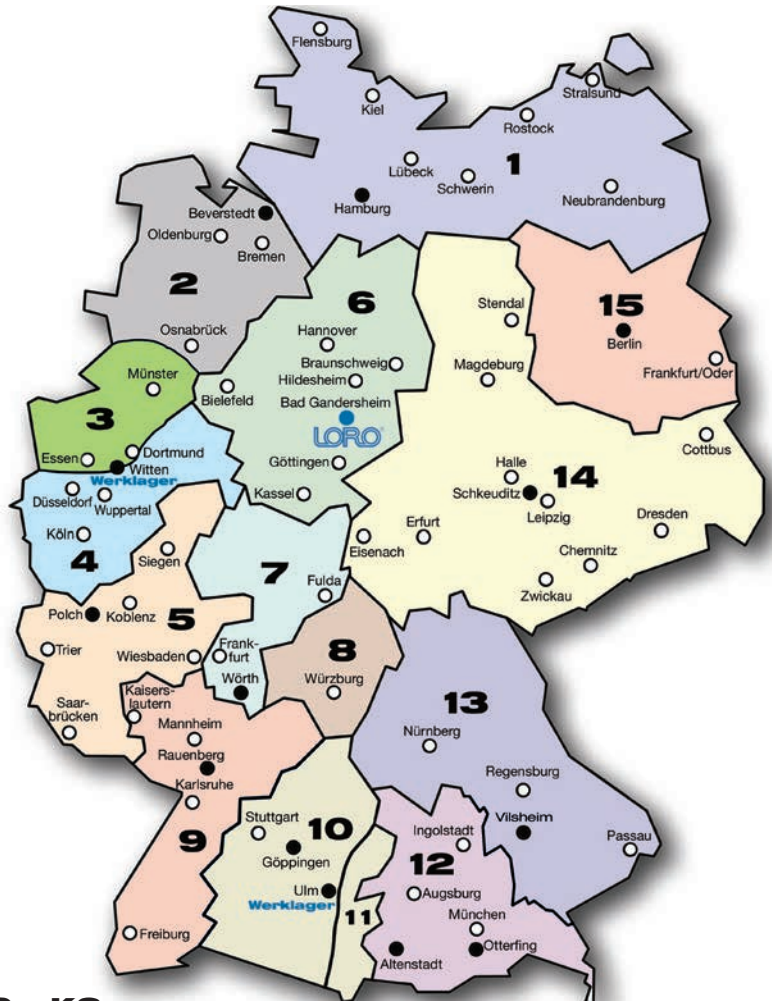 Flensburg
Kiel
Stralsund
Rostock
Lübeck
1
Schwerin
Hamburg
Neubrandenburg
Beverstedt
Oldenburg
Bremen
2
Osnabrück
6
Hannover
Braunschweig
Hildesheim
Bielefeld
Bad Gandersheim
LORO®
Göttingen
Kassel
Stendal
Magdeburg
15
Berlin
Frankfurt/Oder
Münster
3
Essen
Dortmund
Witten
Werklager
Düsseldorf
Wuppertal
Köln
4
Halle
14
Schkeuditz
Leipzig
Cottbus
Dresden
Erfurt
Eisenach
Chemnitz
Zwickau
Siegen
7
Fulda
Polch
Koblenz
5
Trier
Wiesbaden
Frank-
furt
Wörth
8
Würzburg
Saar-
brücken
Kaisers-
lautern
Mannheim
Rauenberg
Karlsruhe
9
Freiburg
13
Nürnberg
Regensburg
Vilsheim
Passau
Stuttgart
10
Göppingen
Ulm
Werklager
11
Ingolstadt
12
Augsburg
München
Otterfing
Altenstadt